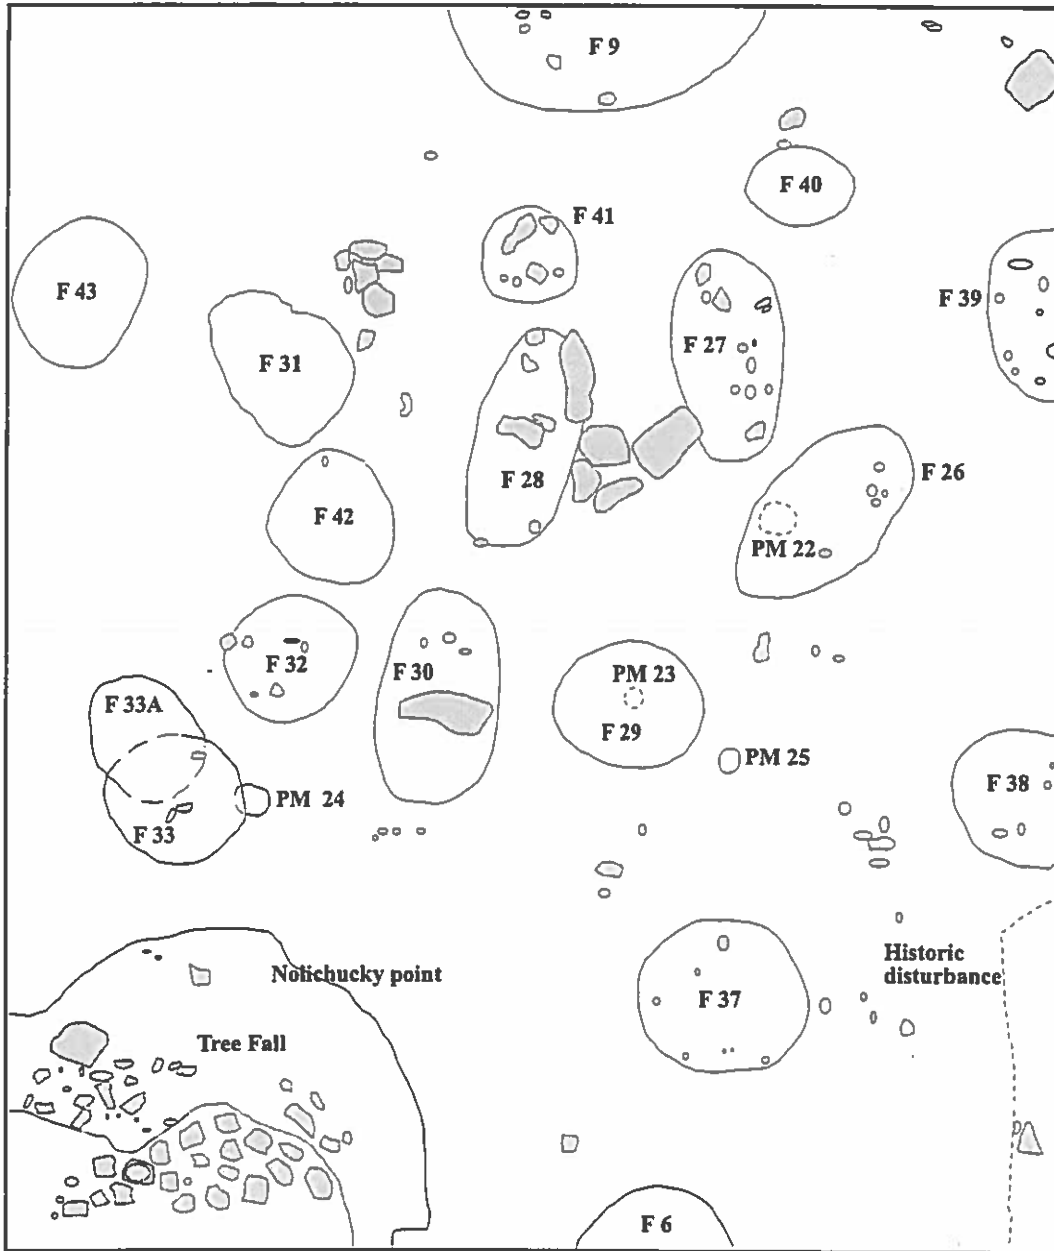 F 9
F 40
F 41
F 43
F 39
F 27
F 31
F 26
F 28
F 42
PM 22
F 32
F 30
PM 23
F 33A
F 29
PM 25
F 38
PM 24
F 33
Historic
disturbance
Nolichucky point
F 37
Tree Fall
F 6